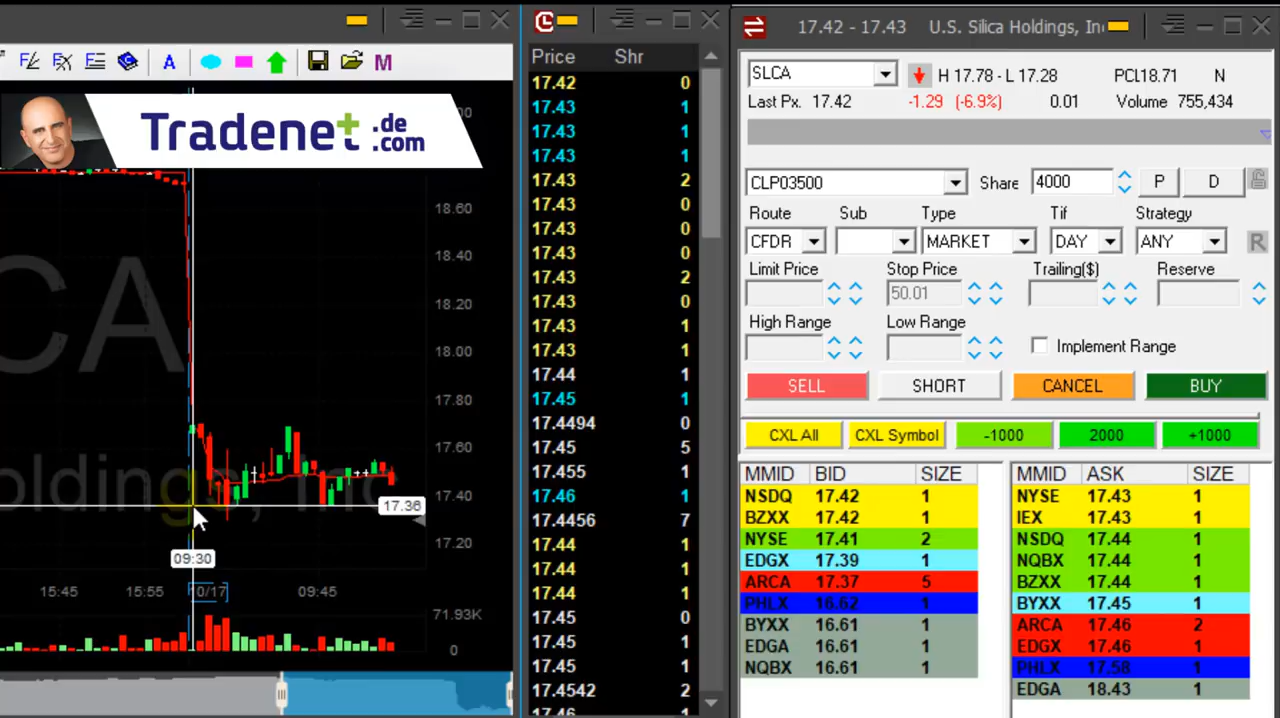 17.42 - 17.43 U.S. Silica Holdings, In
Price Shr
17.42 0
17.43 1
17.43 1
17.43 1
17.43 2
17.43 0
17.43 0
17.43 0
17.43 2
17.43 0
17.43 1
17.43 1
17.44 1
17.45 1
17.4494 0
17.45 5
17.455 1
17.46 1
17.4456 7
17.44 1
17.44 1
17.44 1
17.45 0
17.45 1
17.45 1
17.4542 2
17.46 1
A M
Tradenet .de
.com
18.60
18.40
18.20
18.00
17.80
17.60
17.40
17.36
17.20
CA
oldings, Inc
09:30
15:45 15:55 10/17 09:45
71.93K
0
SLCA H 17.78 - L 17.28 PCL18.71 N
Last Px. 17.42 -1.29 (-6.9%) 0.01 Volume 755,434
CLP03500 Share 4000 P D
Route Sub Type Tif Strategy
CFDR MARKET DAY ANY R
Limit Price Stop Price Trailing($) Reserve
50.01
High Range Low Range
Implement Range
SELL SHORT CANCEL BUY
CXL All CXL Symbol -1000 2000 +1000
MMID BID SIZE MMID ASK SIZE
NSDQ 17.42 1 NYSE 17.43 1
BZXX 17.42 1 IEX 17.43 1
NYSE 17.41 2 NSDQ 17.44 1
EDGX 17.39 1 NQBX 17.44 1
ARCA 17.37 5 BZXX 17.44 1
PHLX 16.62 1 BYXX 17.45 1
BYXX 16.61 1 ARCA 17.46 2
EDGA 16.61 1 EDGX 17.46 1
NQBX 16.61 1 PHLX 17.58 1
EDGA 18.43 1